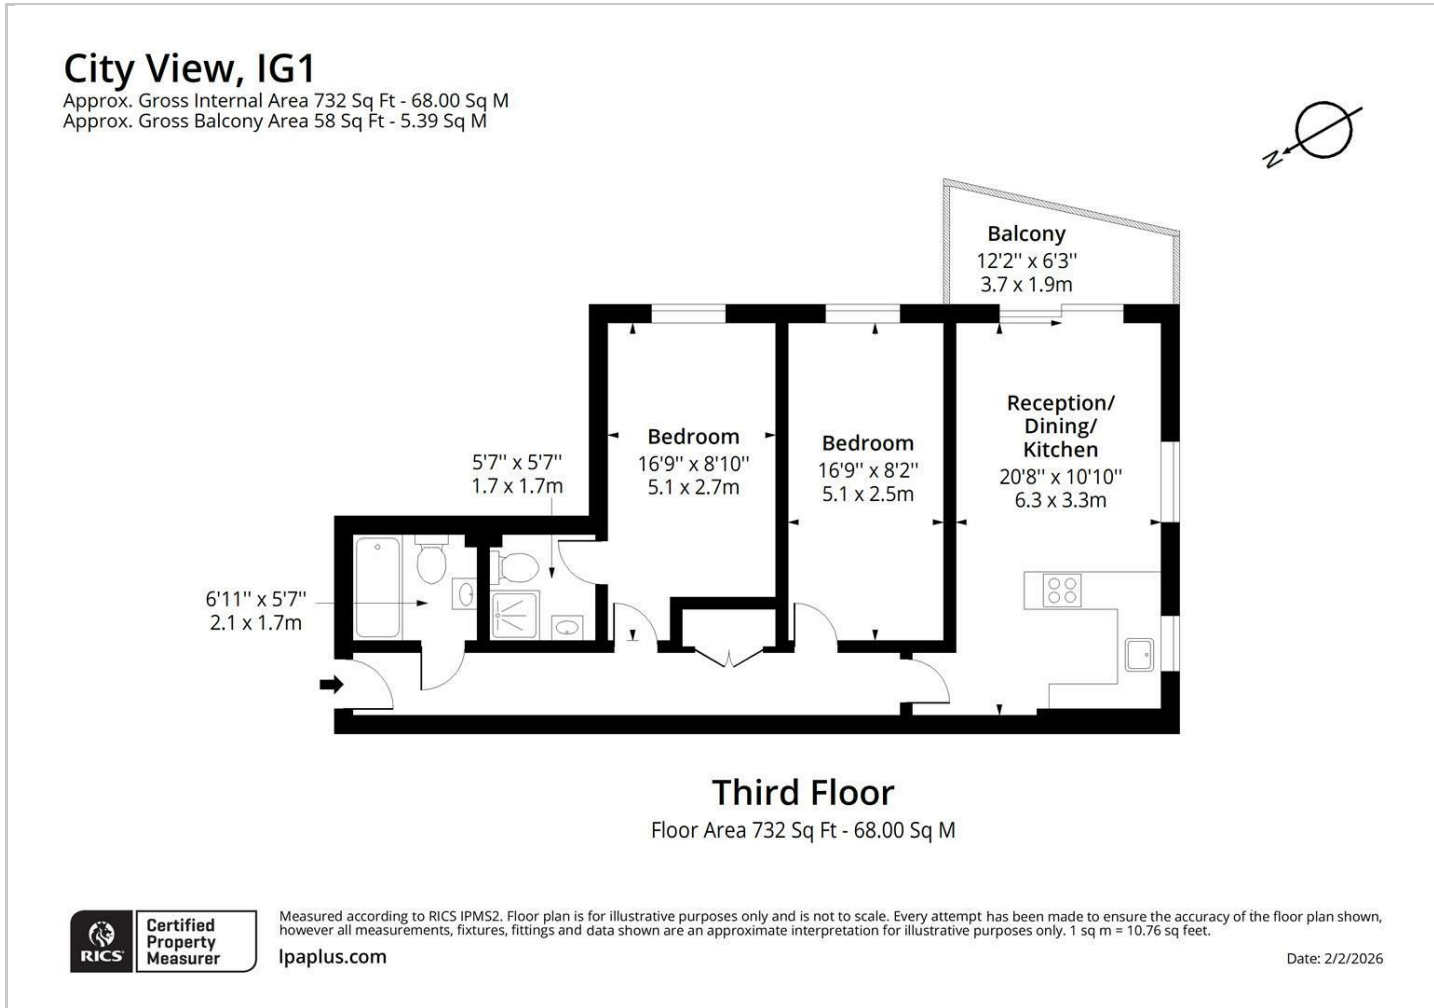 City View, IG1
Approx. Gross Internal Area 732 Sq Ft - 68.00 Sq M
Approx. Gross Balcony Area 58 Sq Ft - 5.39 Sq M
N
Balcony
12'2" x 6'3"
3.7 x 1.9m
Reception/
Dining/
Kitchen
20'8" x 10'10"
6.3 x 3.3m
Bedroom
16'9" x 8'10"
5.1 x 2.7m
Bedroom
16'9" x 8'2"
5.1 x 2.5m
5'7" x 5'7"
1.7 x 1.7m
6'11" x 5'7"
2.1 x 1.7m
Third Floor
Floor Area 732 Sq Ft - 68.00 Sq M
RICS
Certified
Property
Measurer
Measured according to RICS IPMS2. Floor plan is for illustrative purposes only and is not to scale. Every attempt has been made to ensure the accuracy of the floor plan shown,
however all measurements, fixtures, fittings and data shown are an approximate interpretation for illustrative purposes only. 1 sq m = 10.76 sq feet.
lpaplus.com
Date: 2/2/2026